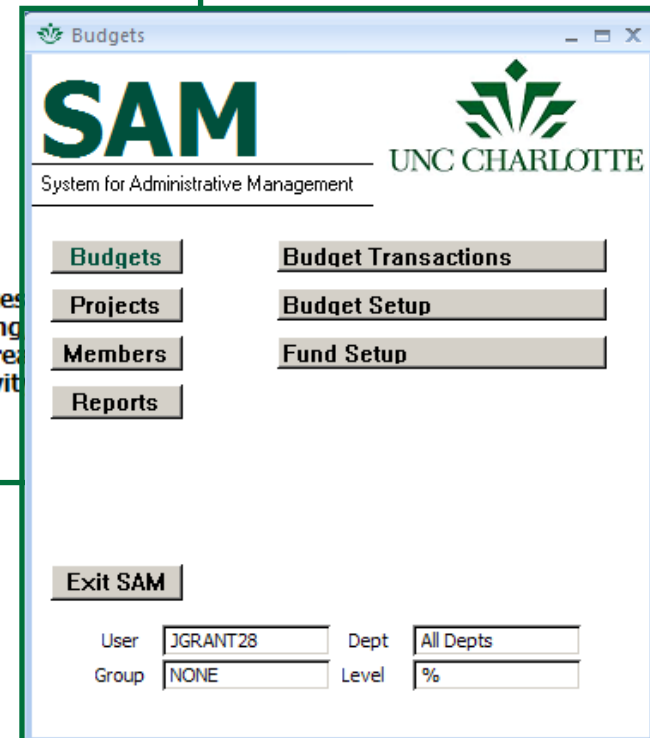 Budgets
SAM
UNC CHARLOTTE
System for Administrative Management
Budgets
Budget Transactions
Projects
Budget Setup
Members
Fund Setup
Reports
Exit SAM
User JGRANT28 Dept All Depts
Group NONE Level %